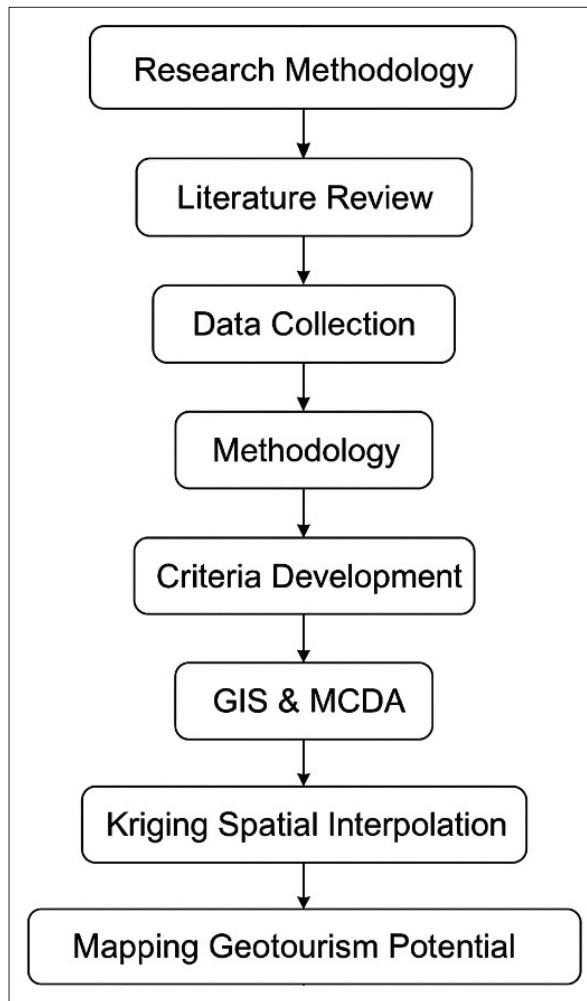 Research Methodology
Literature Review
Data Collection
Methodology
Criteria Development
GIS & MCDA
Kriging Spatial Interpolation
Mapping Geotourism Potential